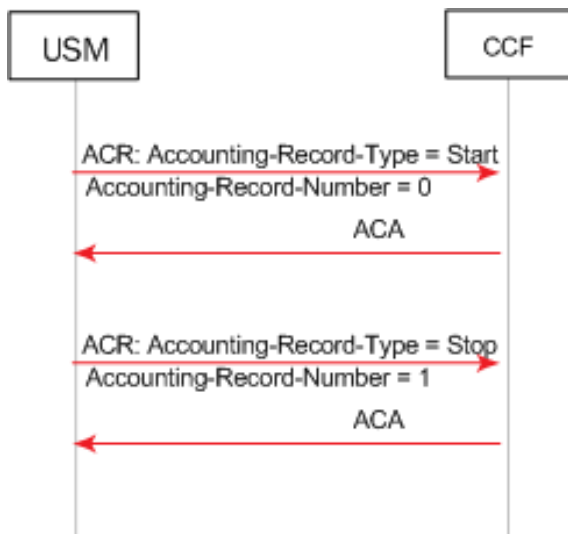 USM
CCF
ACR: Accounting-Record-Type = Start
Accounting-Record-Number = 0
ACA
ACR: Accounting-Record-Type = Stop
Accounting-Record-Number = 1
ACA